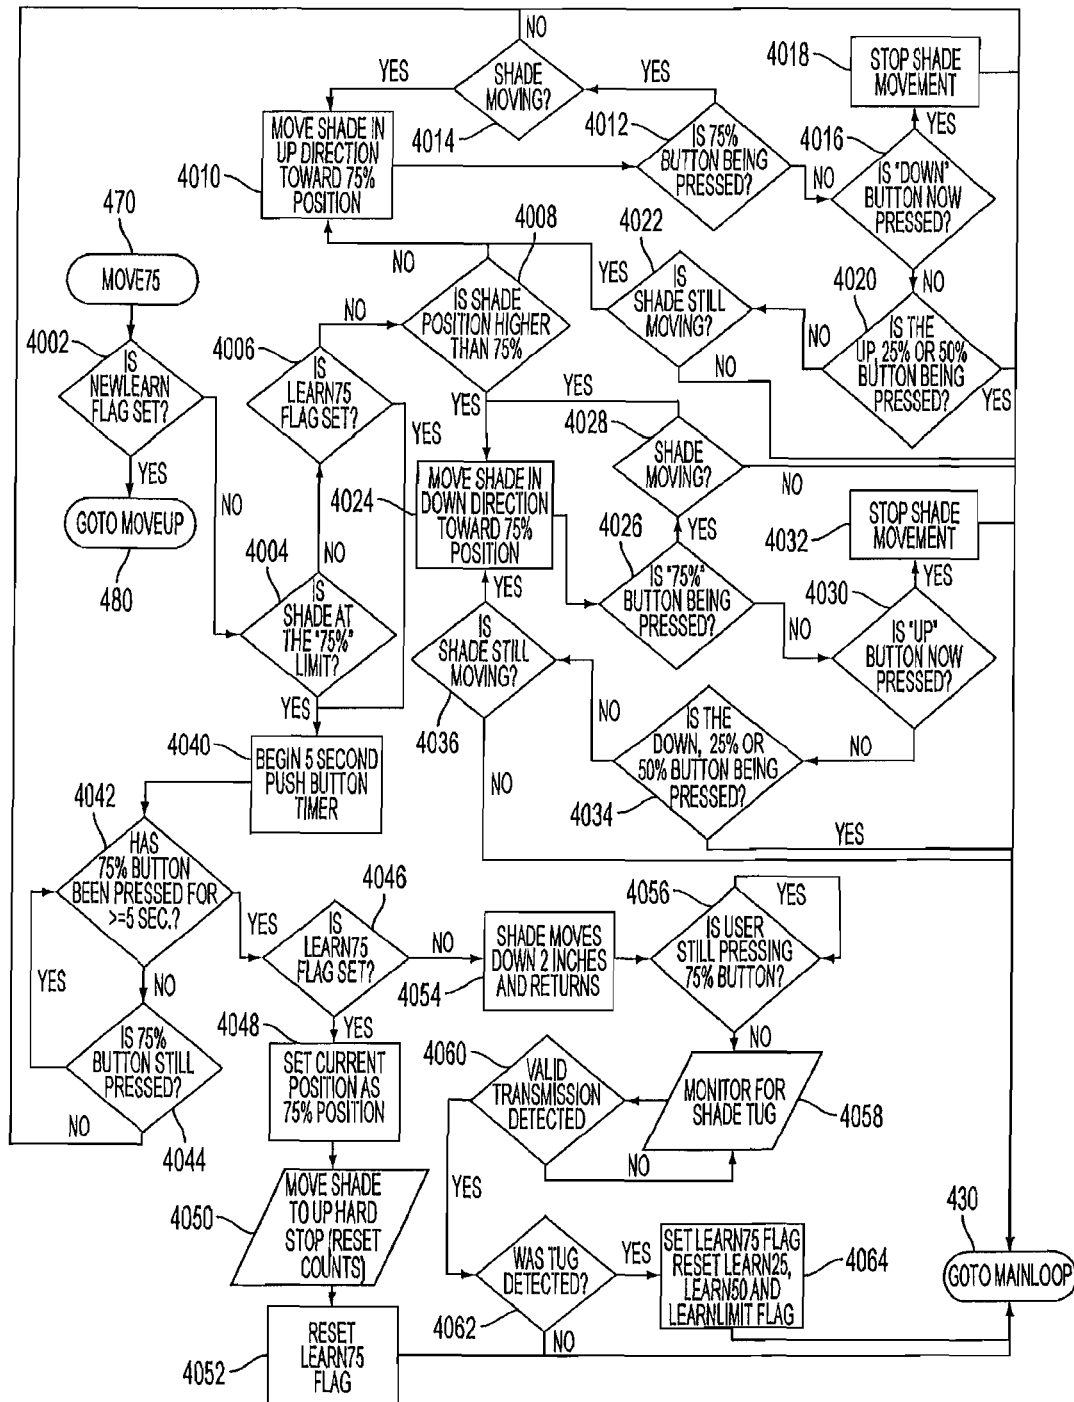 NO
YES
SHADE
MOVING?
4014
YES
4012
IS 75%
BUTTON BEING
PRESSED?
NO
4018
STOP SHADE
MOVEMENT
4016
YES
IS "DOWN"
BUTTON NOW
PRESSED?
NO
MOVE SHADE IN
UP DIRECTION
TOWARD 75%
POSITION
4010
470
MOVE75
4002
IS
NEWLEARN
FLAG SET?
YES
NO
GOTO MOVEUP
480
4006
IS
LEARN75
FLAG SET?
NO
YES
NO
4004
IS
SHADE AT
THE "75%"
LIMIT?
YES
4008
NO
IS SHADE
POSITION HIGHER
THAN 75%
YES
4022
YES
IS
SHADE STILL
MOVING?
NO
4020
NO
IS THE
UP, 25% OR 50%
BUTTON BEING
PRESSED?
YES
YES
4028
SHADE
MOVING?
NO
4024
MOVE SHADE IN
DOWN DIRECTION
TOWARD 75%
POSITION
4026
YES
IS "75%"
BUTTON BEING
PRESSED?
NO
4032
STOP SHADE
MOVEMENT
YES
4030
IS "UP"
BUTTON NOW
PRESSED?
NO
YES
IS
SHADE STILL
MOVING?
4036
NO
NO
IS THE
DOWN, 25% OR
50% BUTTON BEING
PRESSED?
4034
YES
4040
BEGIN 5 SECOND
PUSH BUTTON
TIMER
4042
HAS
75% BUTTON
BEEN PRESSED FOR
>=5 SEC.?
YES
NO
YES
IS 75%
BUTTON STILL
PRESSED?
NO
4044
4046
IS
LEARN75
FLAG SET?
NO
YES
4048
SET CURRENT
POSITION AS
75% POSITION
4050
MOVE SHADE
TO UP HARD
STOP (RESET
COUNTS)
4052
RESET
LEARN75
FLAG
SHADE MOVES
DOWN 2 INCHES
AND RETURNS
4054
4056
YES
IS USER
STILL PRESSING
75% BUTTON?
NO
MONITOR FOR
SHADE TUG
4058
4060
VALID
TRANSMISSION
DETECTED
NO
YES
WAS TUG
DETECTED?
4062
YES
NO
SET LEARN75 FLAG
RESET LEARN25,
LEARN50 AND
LEARNLIMIT FLAG
4064
430
GOTO MAINLOOP